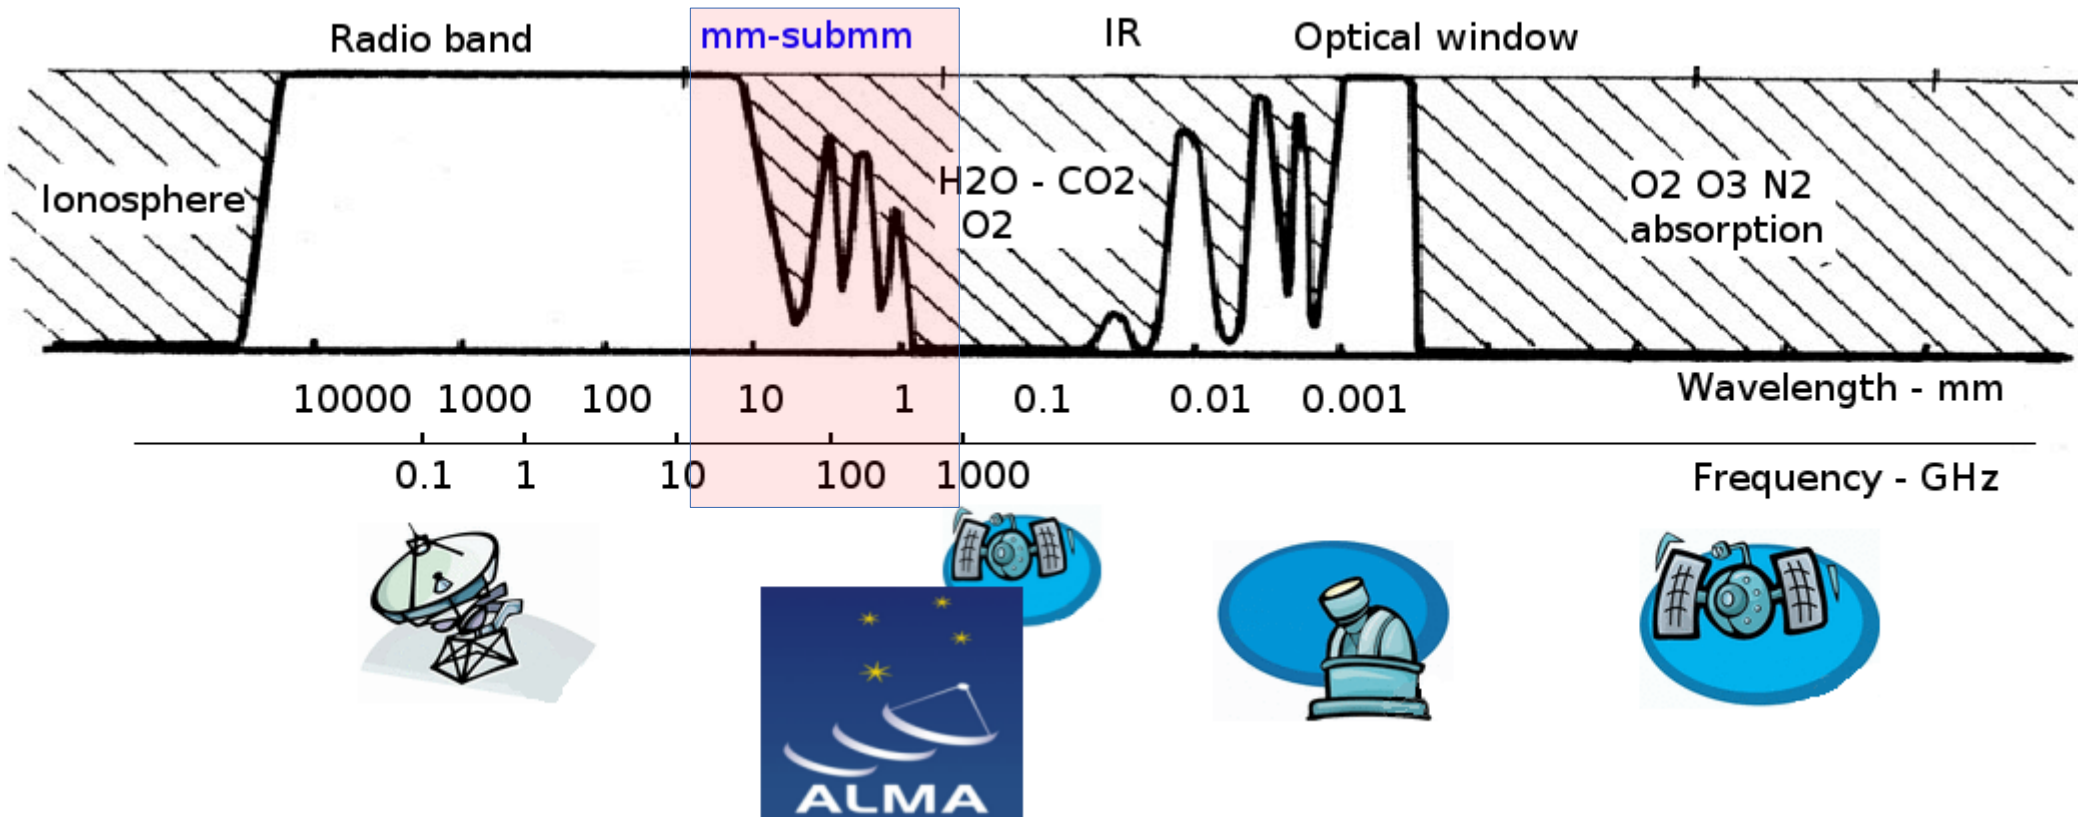 Radio band
mm-submm
IR
Optical window
Ionosphere
H2O - CO2
O2
O2 O3 N2
absorption
10000 1000 100 10 1 0.1 0.01 0.001
Wavelength - mm
0.1 1 10 100 1000
Frequency - GHz
ALMA